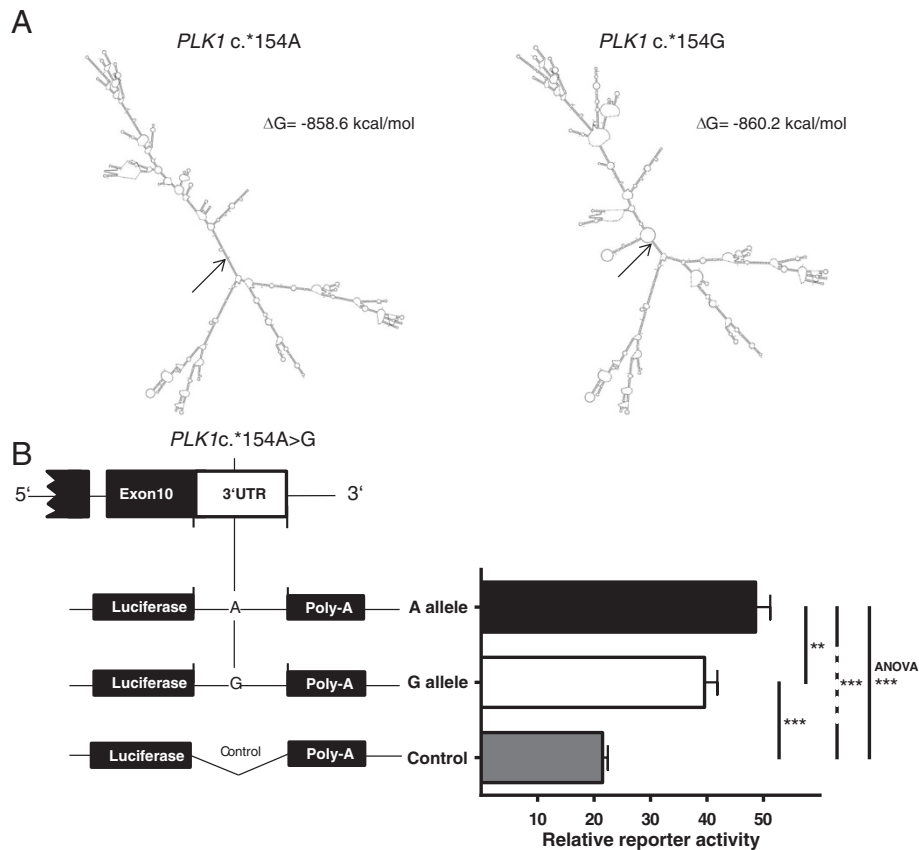 A
PLK1 c.*154A
ΔG= -858.6 kcal/mol
PLK1 c.*154G
ΔG= -860.2 kcal/mol
B
PLK1c.*154A>G
5‘
Exon10
3‘UTR
3‘
Luciferase
A
Poly-A
A allele
Luciferase
G
Poly-A
G allele
Luciferase
Control
Poly-A
Control
**
***
***
ANOVA
***
10 20 30 40 50
Relative reporter activity